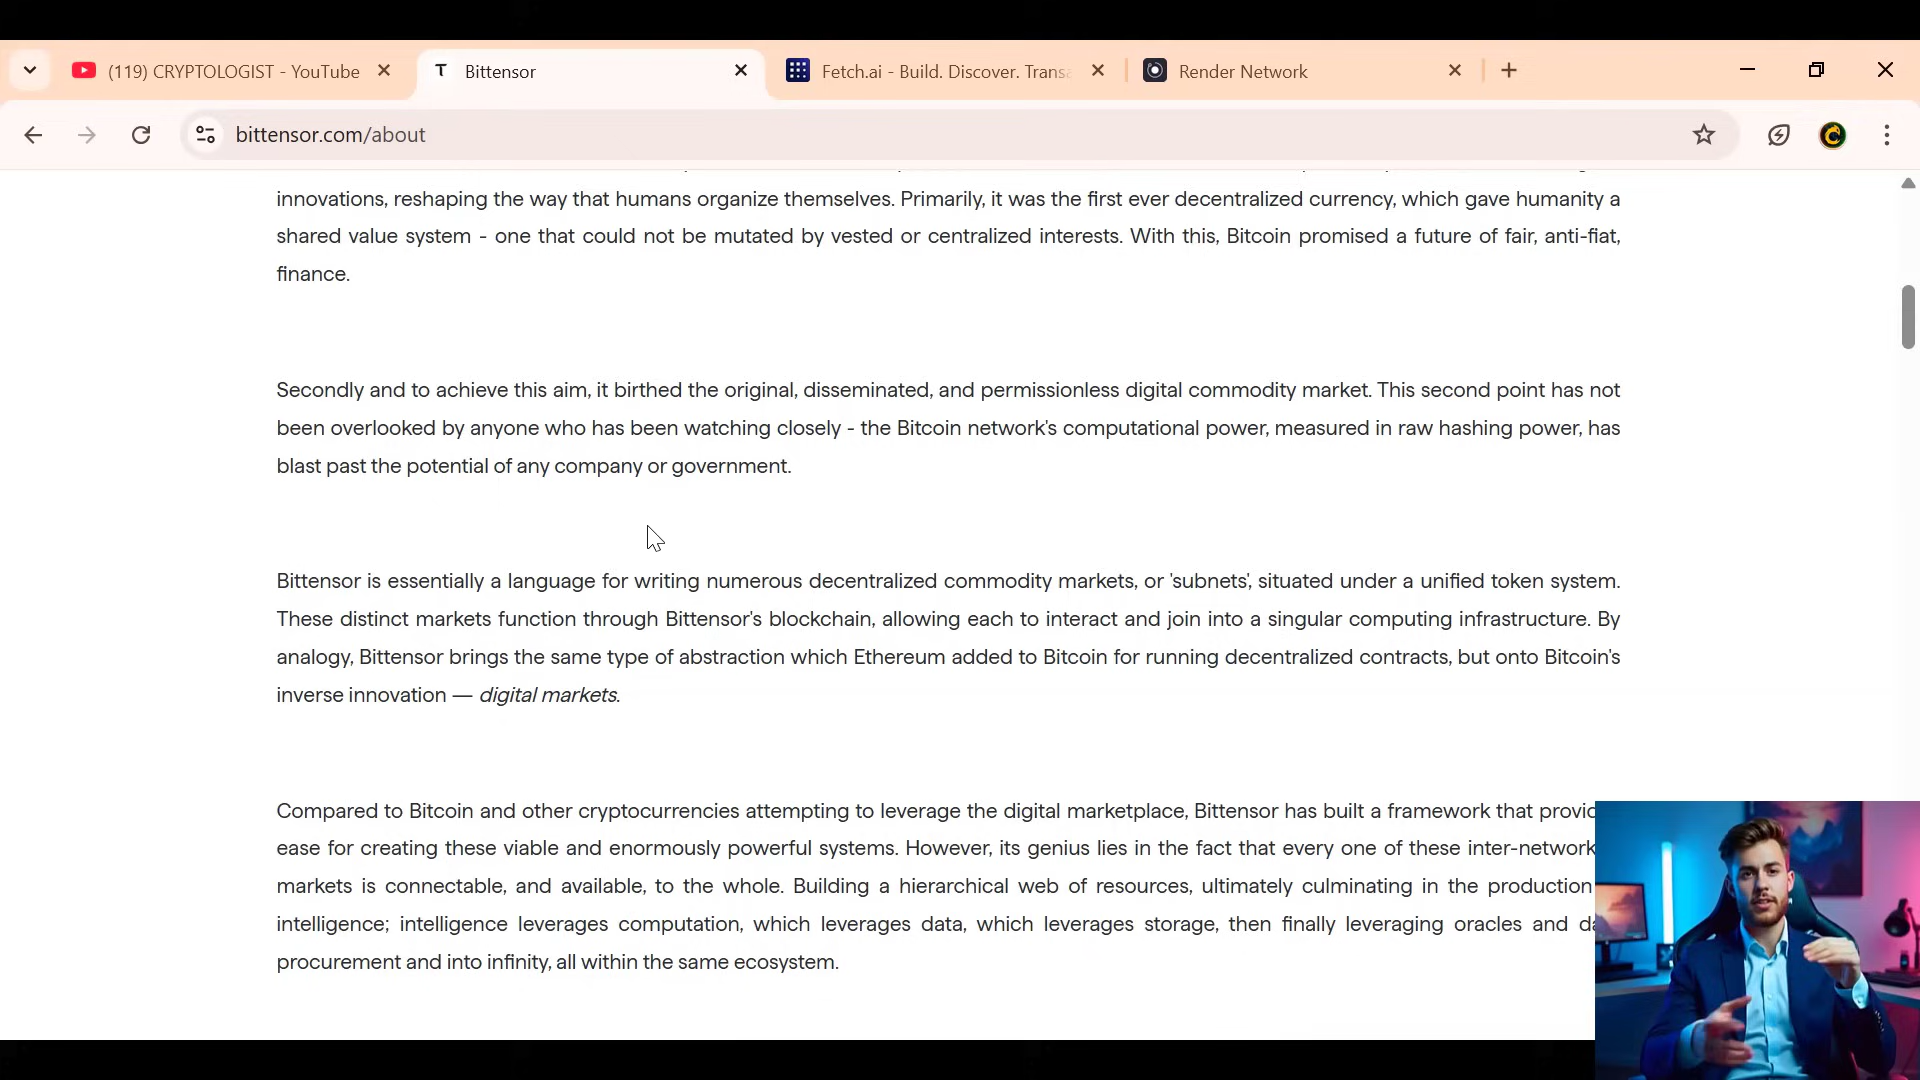 (119) CRYPTOLOGIST - YouTube
T Bittensor
Fetch.ai - Build. Discover. Transa
Render Network
bittensor.com/about
innovations, reshaping the way that humans organize themselves. Primarily, it was the first ever decentralized currency, which gave humanity a
shared value system - one that could not be mutated by vested or centralized interests. With this, Bitcoin promised a future of fair, anti-fiat,
finance.
Secondly and to achieve this aim, it birthed the original, disseminated, and permissionless digital commodity market. This second point has not
been overlooked by anyone who has been watching closely - the Bitcoin network's computational power, measured in raw hashing power, has
blast past the potential of any company or government.
Bittensor is essentially a language for writing numerous decentralized commodity markets, or 'subnets', situated under a unified token system.
These distinct markets function through Bittensor's blockchain, allowing each to interact and join into a singular computing infrastructure. By
analogy, Bittensor brings the same type of abstraction which Ethereum added to Bitcoin for running decentralized contracts, but onto Bitcoin's
inverse innovation — digital markets.
Compared to Bitcoin and other cryptocurrencies attempting to leverage the digital marketplace, Bittensor has built a framework that provid
ease for creating these viable and enormously powerful systems. However, its genius lies in the fact that every one of these inter-network
markets is connectable, and available, to the whole. Building a hierarchical web of resources, ultimately culminating in the production
intelligence; intelligence leverages computation, which leverages data, which leverages storage, then finally leveraging oracles and da
procurement and into infinity, all within the same ecosystem.